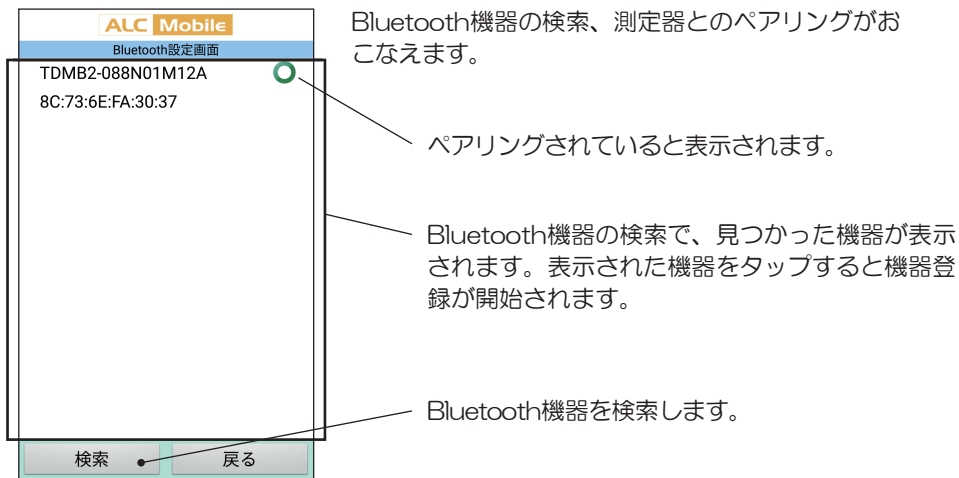 ALC Mobile
Bluetooth設定画面
TDMB2-088N01M12A
8C:73:6E:FA:30:37
検索
戻る
Bluetooth機器の検索、測定器とのペアリングがお
こなえます。
ペアリングされていると表示されます。
Bluetooth機器の検索で、見つかった機器が表示
されます。表示された機器をタップすると機器登
録が開始されます。
Bluetooth機器を検索します。